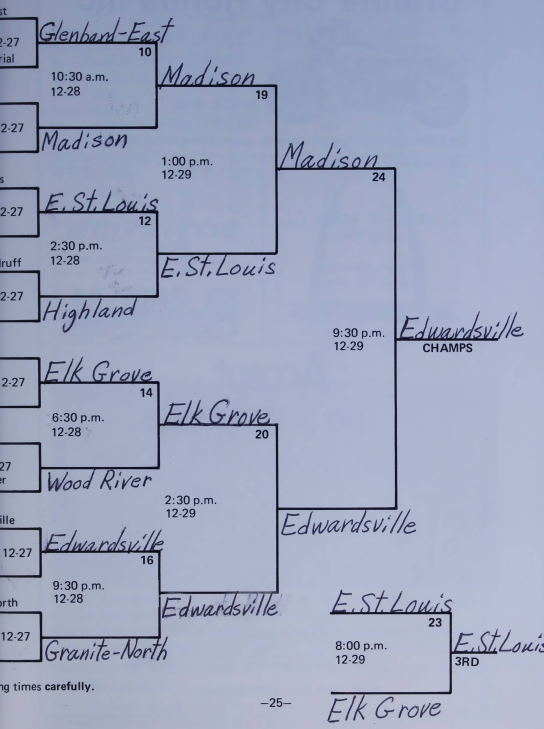 st
Glenbard-East
2-27
rial
10
10:30 a.m.
12-28
Madison
19
2-27
Madison
1:00 p.m.
12-29
Madison
24
s
E. St. Louis
2-27
12
2:30 p.m.
12-28
druff
E. St. Louis
2-27
Highland
9:30 p.m.
12-29
Edwardsville
CHAMPS
Elk Grove
2-27
14
6:30 p.m.
12-28
Elk Grove
20
27
er
Wood River
2:30 p.m.
12-29
Edwardsville
ille
Edwardsville
12-27
16
9:30 p.m.
12-28
Edwardsville
orth
12-27
Granite-North
E. St. Louis
23
8:00 p.m.
12-29
E. St. Louis
3RD
Elk Grove
ng times carefully.
–25–